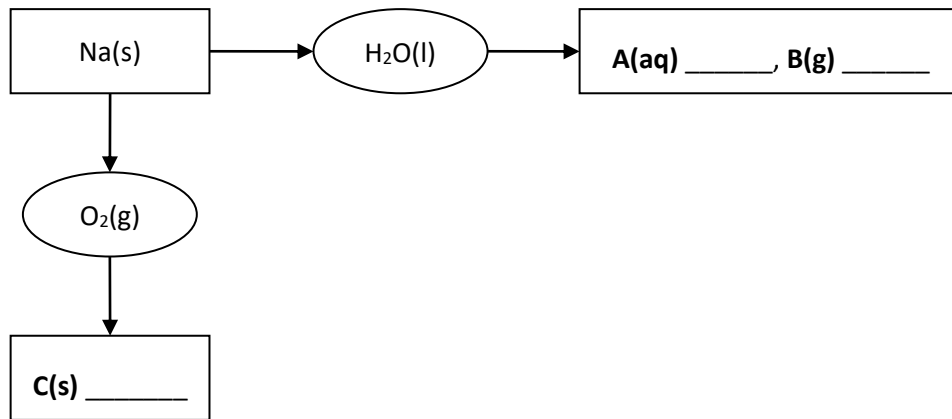 Na(s)
H₂O(l)
A(aq) ______, B(g) ______
O₂(g)
C(s) _______